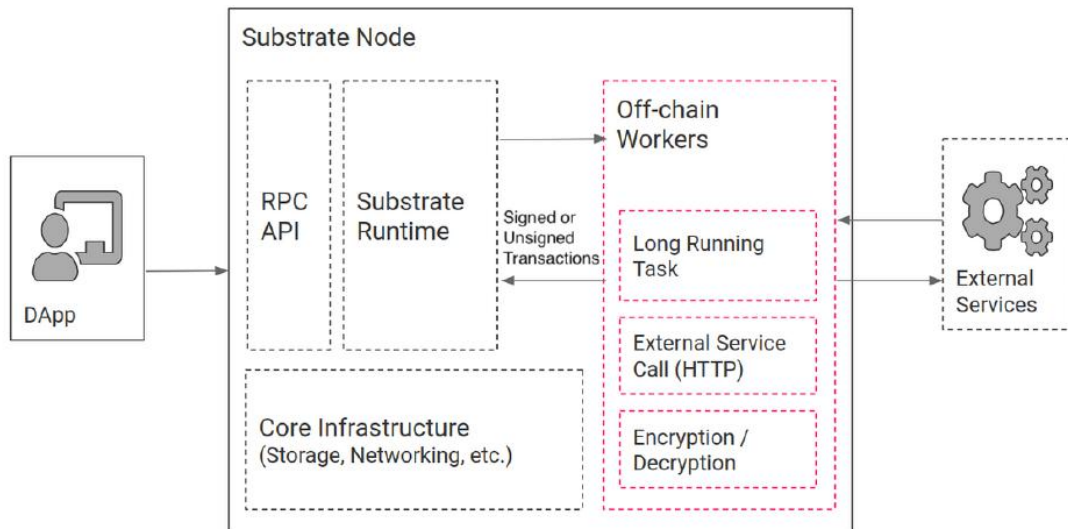 Substrate Node
DApp
RPC
API
Substrate
Runtime
Signed or
Unsigned
Transactions
Core Infrastructure
(Storage, Networking, etc.)
Off-chain
Workers
Long Running
Task
External Service
Call (HTTP)
Encryption /
Decryption
External
Services